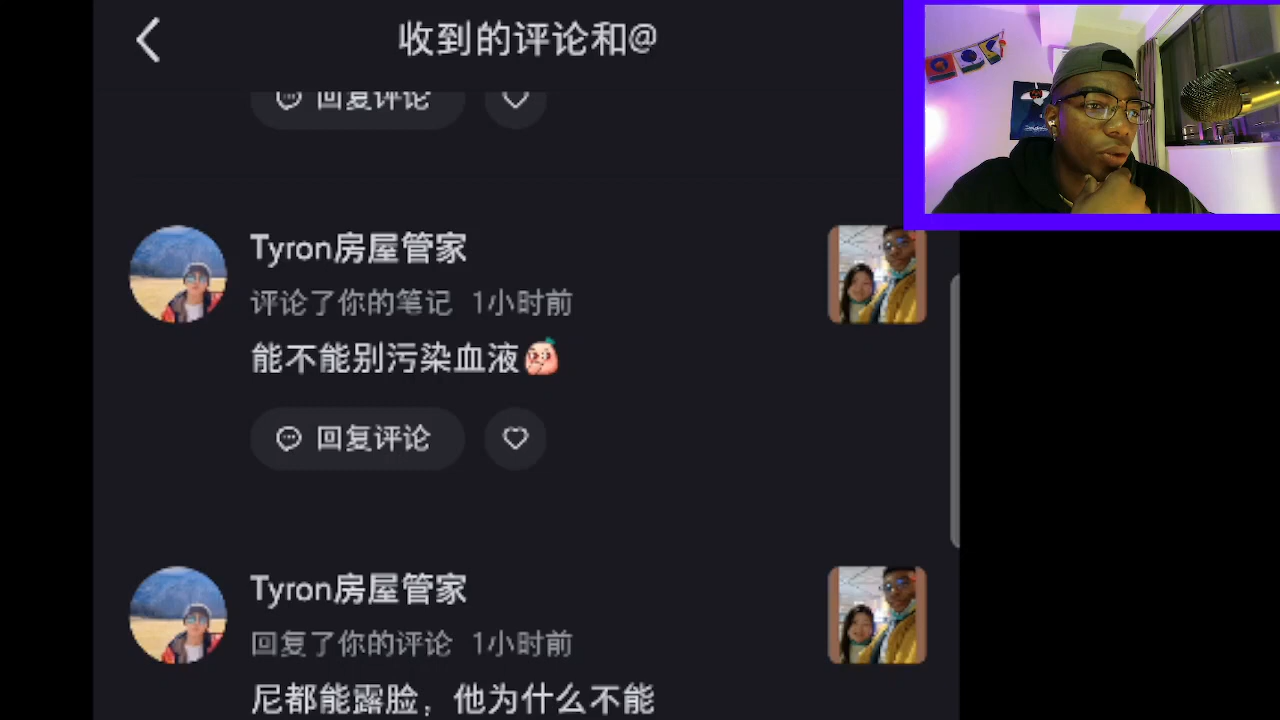 收到的评论和@
回复评论
Tyron房屋管家
评论了你的笔记 1小时前
能不能别污染血液
回复评论
Tyron房屋管家
回复了你的评论 1小时前
尼都能露脸，他为什么不能